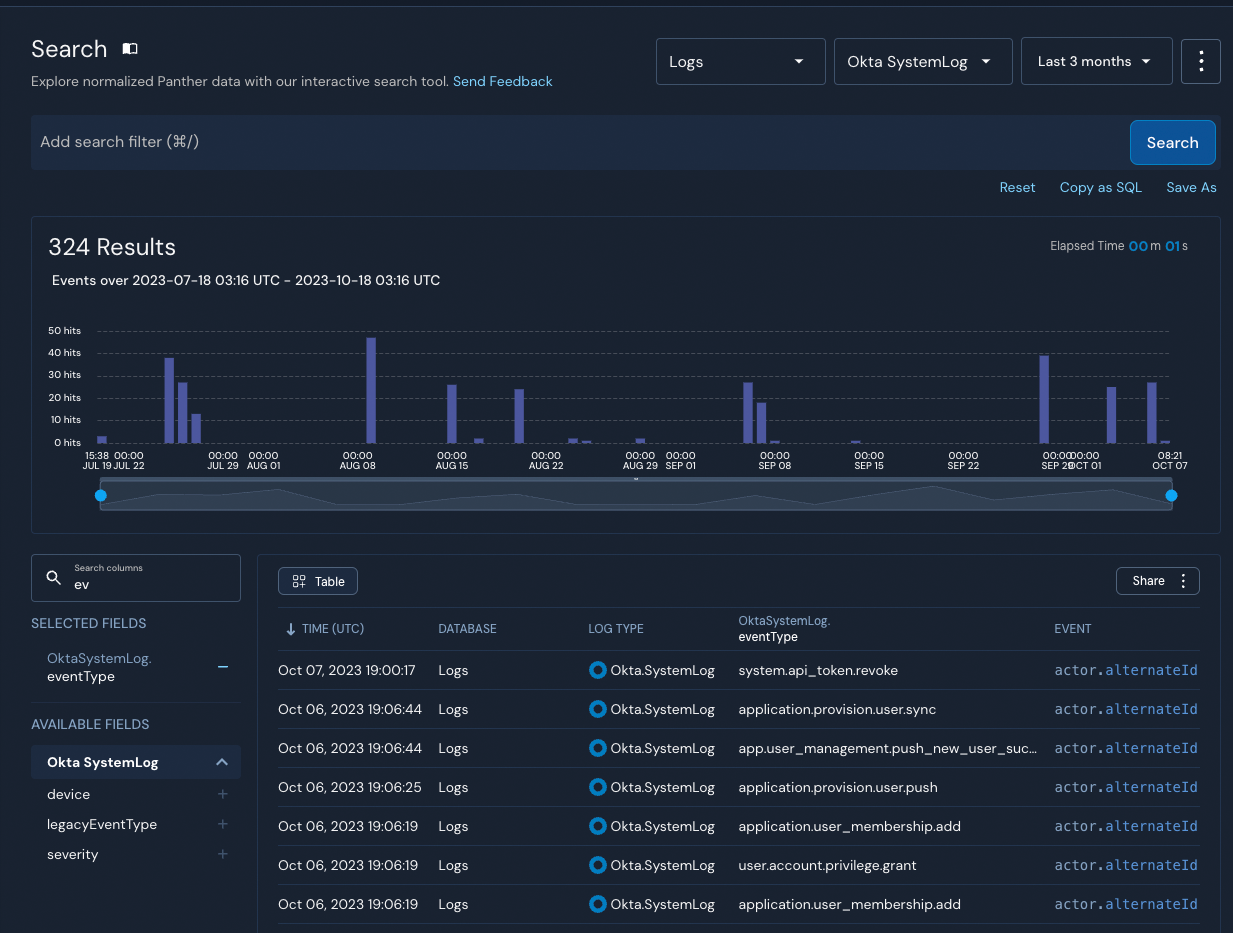 Search
Explore normalized Panther data with our interactive search tool. Send Feedback
Logs
Okta SystemLog
Last 3 months
Add search filter (⌘/)
Search
Reset Copy as SQL Save As
324 Results
Elapsed Time 00 m 01 s
Events over 2023-07-18 03:16 UTC - 2023-10-18 03:16 UTC
50 hits
40 hits
30 hits
20 hits
10 hits
0 hits
15:38 00:00 00:00 00:00 00:00 00:00 00:00 00:00 00:00 00:00 00:00 00:00 00:00 00:00 08:21
JUL 19 JUL 22 JUL 29 AUG 01 AUG 08 AUG 15 AUG 22 AUG 29 SEP 01 SEP 08 SEP 15 SEP 22 SEP 29 OCT 01 OCT 07
Search columns
ev
SELECTED FIELDS
OktaSystemLog.
eventType
AVAILABLE FIELDS
Okta SystemLog
device
legacyEventType
severity
Table
Share
TIME (UTC) DATABASE LOG TYPE OktaSystemLog. EVENT
eventType
Oct 07, 2023 19:00:17 Logs Okta.SystemLog system.api_token.revoke actor.alternateId
Oct 06, 2023 19:06:44 Logs Okta.SystemLog application.provision.user.sync actor.alternateId
Oct 06, 2023 19:06:44 Logs Okta.SystemLog app.user_management.push_new_user_suc... actor.alternateId
Oct 06, 2023 19:06:25 Logs Okta.SystemLog application.provision.user.push actor.alternateId
Oct 06, 2023 19:06:19 Logs Okta.SystemLog application.user_membership.add actor.alternateId
Oct 06, 2023 19:06:19 Logs Okta.SystemLog user.account.privilege.grant actor.alternateId
Oct 06, 2023 19:06:19 Logs Okta.SystemLog application.user_membership.add actor.alternateId